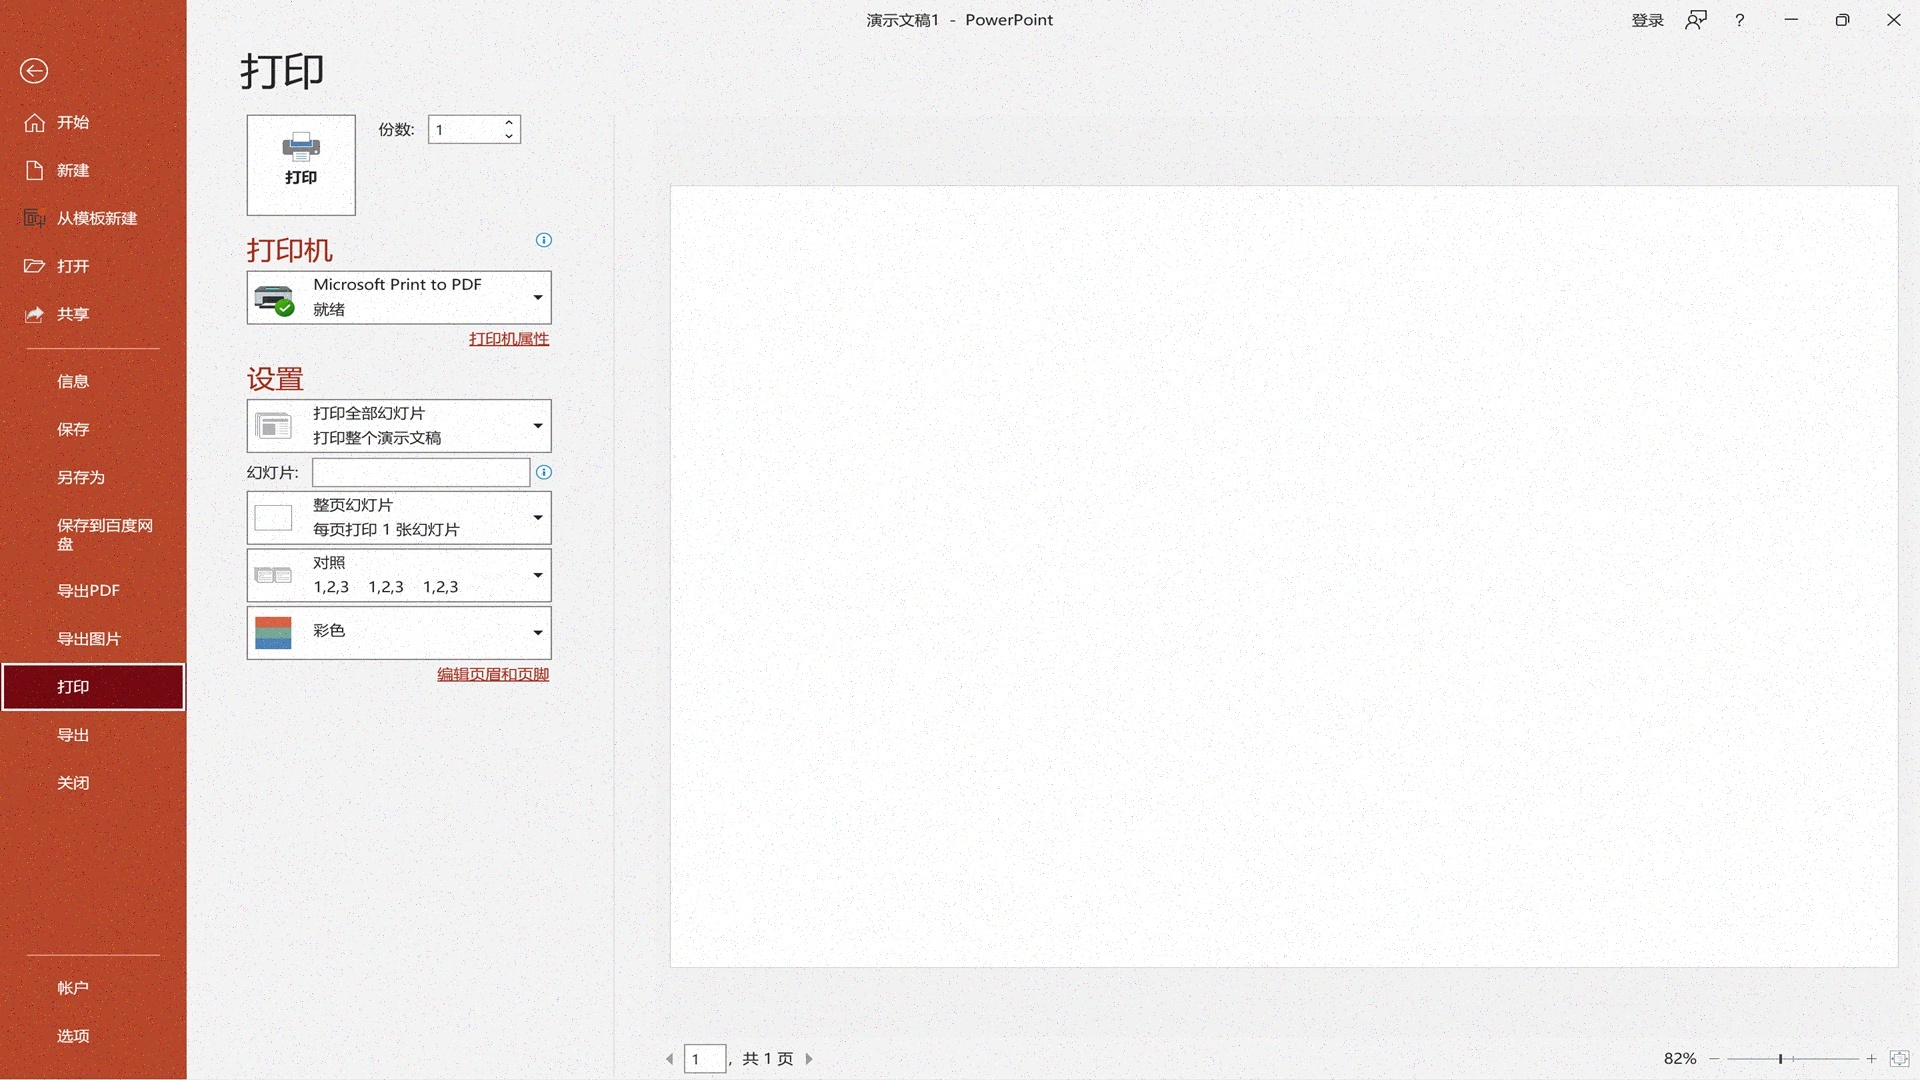 演示文稿1 - PowerPoint
登录
?
开始
新建
从模板新建
打开
共享
信息
保存
另存为
保存到百度网
盘
导出PDF
导出图片
打印
导出
关闭
帐户
选项
打印
打印
份数:
1
打印机
Microsoft Print to PDF
就绪
打印机属性
设置
打印全部幻灯片
打印整个演示文稿
幻灯片:
整页幻灯片
每页打印 1 张幻灯片
对照
1,2,3 1,2,3 1,2,3
彩色
编辑页眉和页脚
1 , 共 1 页
82%